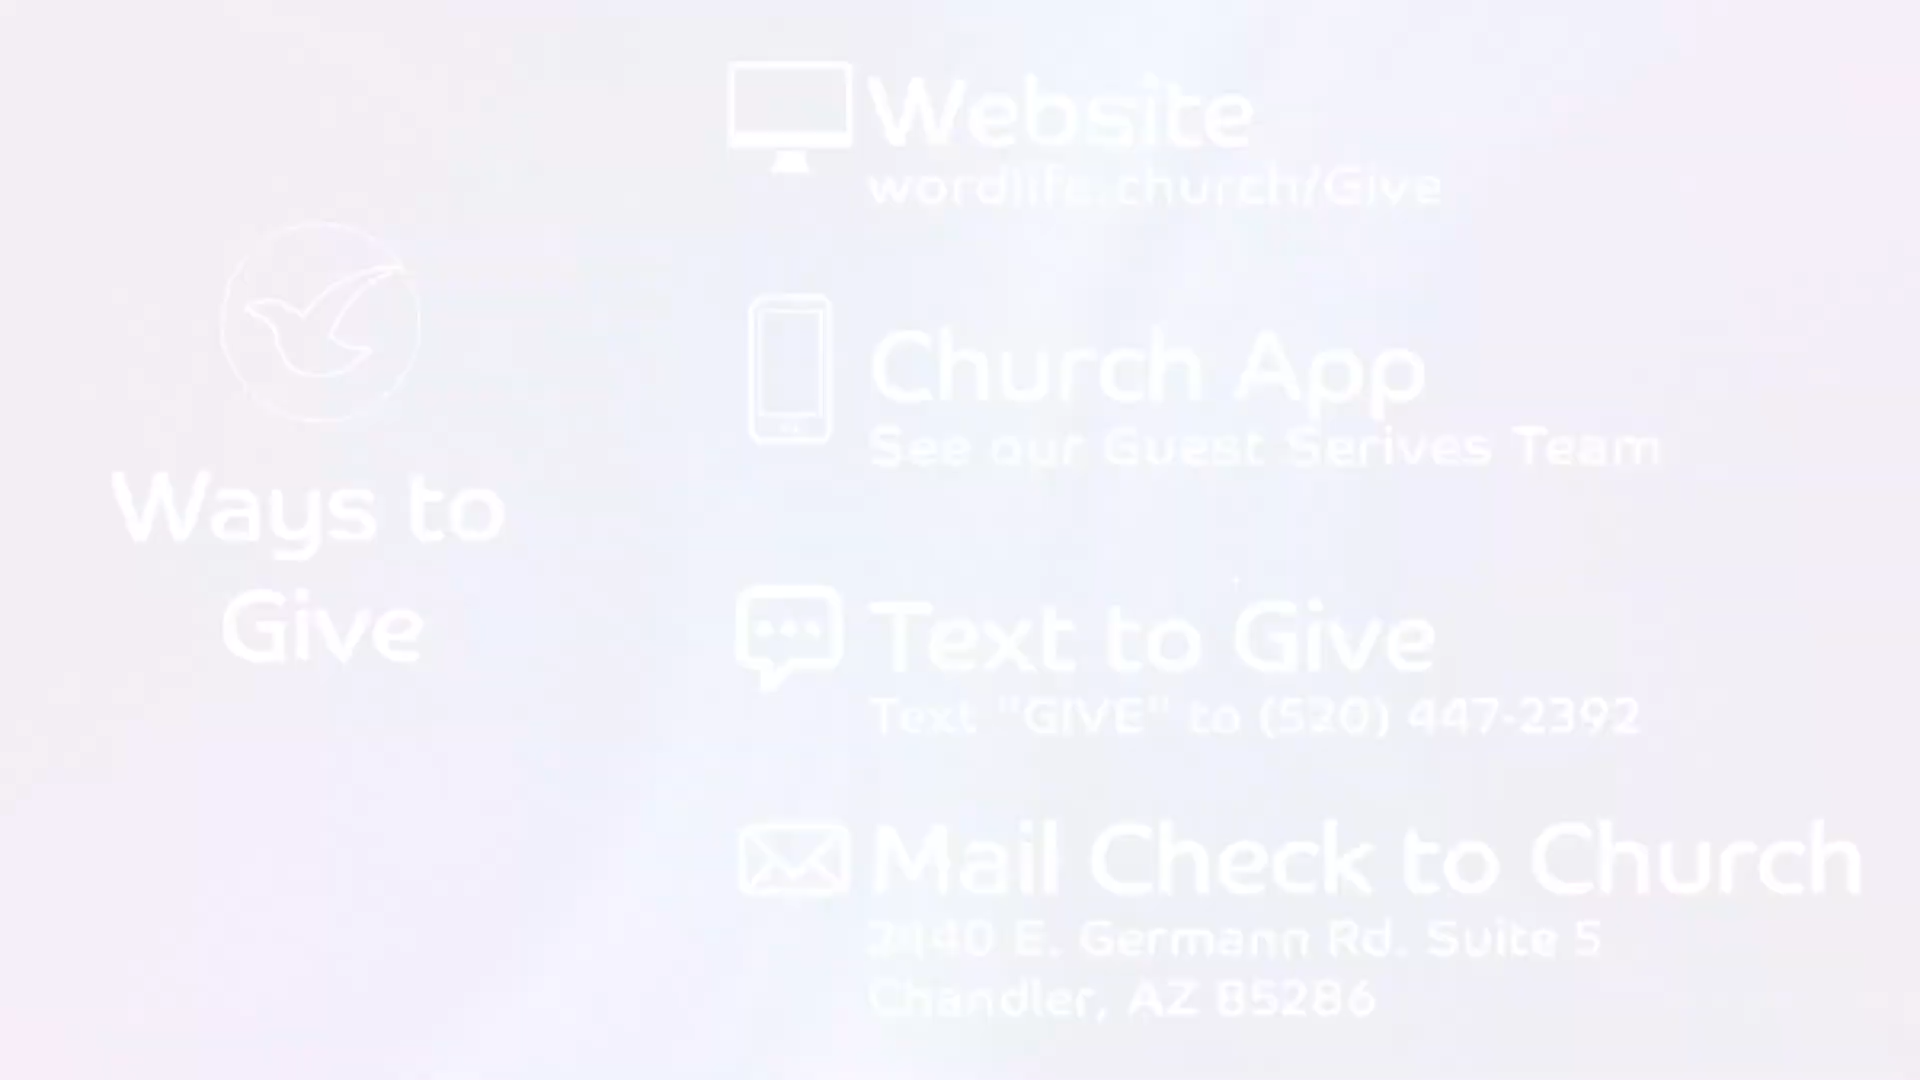 Ways to
Give
Website
wordlife.church/Give
Church App
See our Guest Serives Team
Text to Give
Text "GIVE" to (520) 447-2392
Mail Check to Church
E. Germann Rd. Suite 5
Chandler, AZ 85286